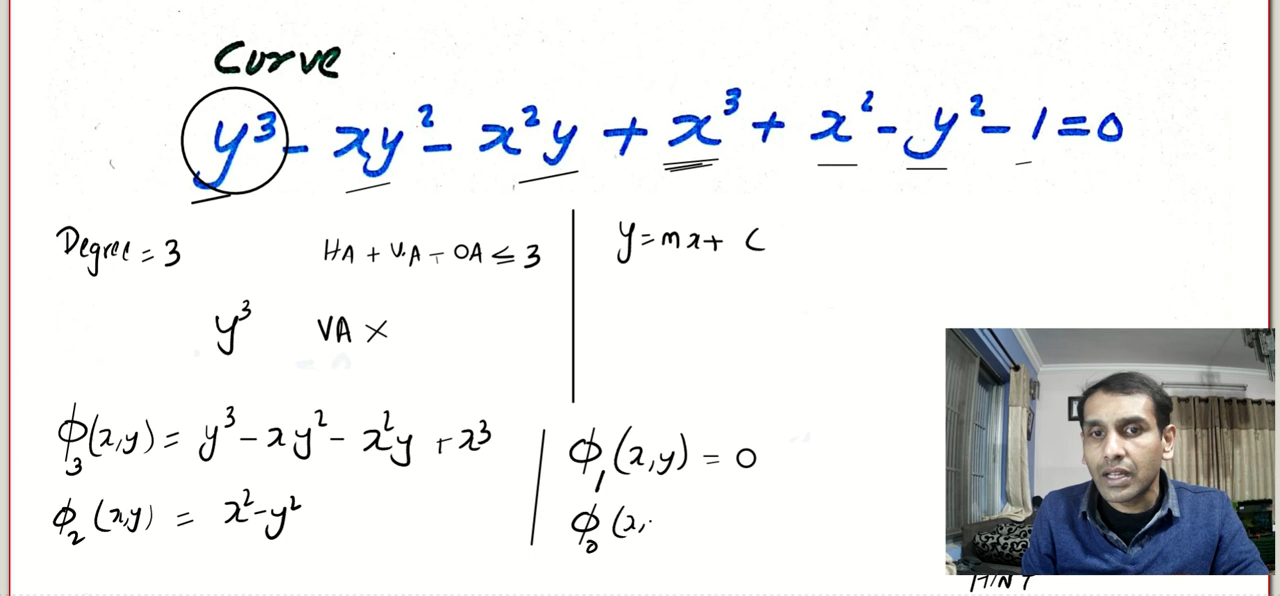 Curve
y³ - xy² - x²y + x³ + x² - y² - 1 = 0
Degree = 3
HA + V.A + OA ≤ 3
y = mx + C
y³ VA ×
ϕ₃(x,y) = y³ - xy² - x²y + x³
ϕ₁(x,y) = 0
ϕ₂(x,y) = x² - y²
ϕ₀(x,